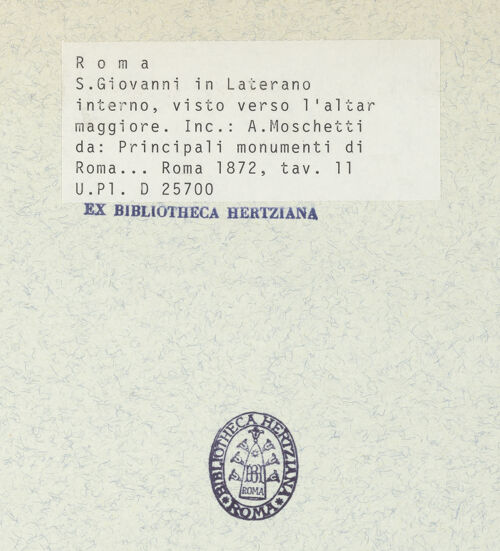 R o m a
S.Giovanni in Laterano
interno, visto verso l'altar
maggiore. Inc.: A.Moschetti
da: Principali monumenti di
Roma... Roma 1872, tav. 11
U.Pl. D 25700
EX BIBLIOTHECA HERTZIANA
BIBLIOTHECA HERTZIANA
ROMA
ROMA